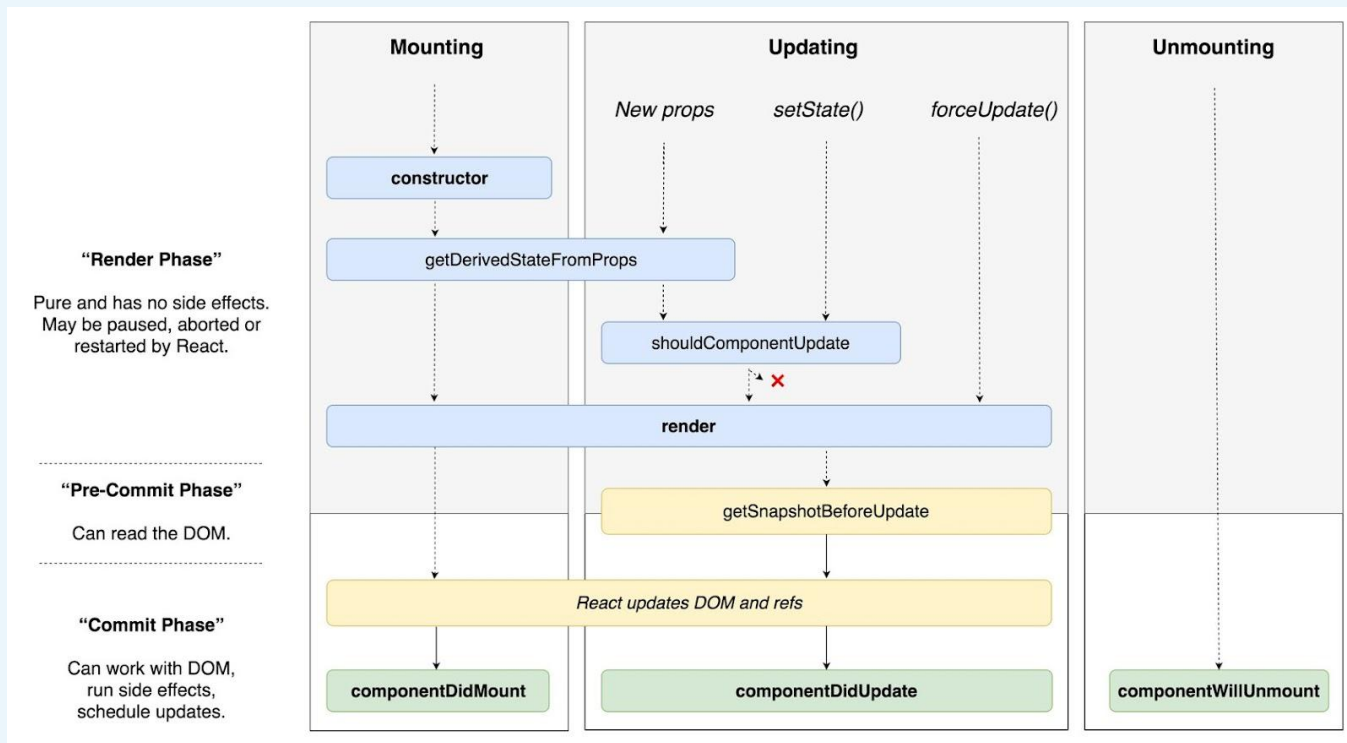 Mounting
Updating
Unmounting
New props
setState()
forceUpdate()
constructor
“Render Phase”
getDerivedStateFromProps
Pure and has no side effects.
May be paused, aborted or
restarted by React.
shouldComponentUpdate
render
“Pre-Commit Phase”
Can read the DOM.
getSnapshotBeforeUpdate
React updates DOM and refs
“Commit Phase”
Can work with DOM,
run side effects,
schedule updates.
componentDidMount
componentDidUpdate
componentWillUnmount